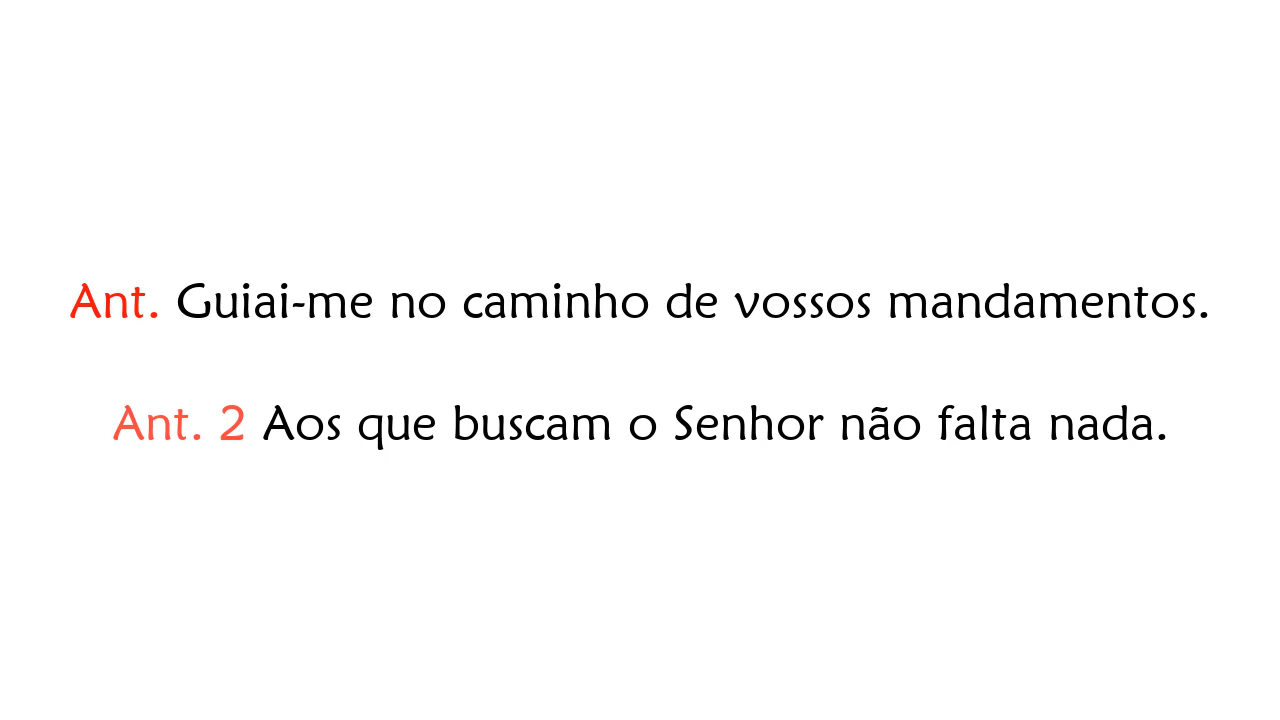 Ant. Guiai-me no caminho de vossos mandamentos.
Ant. 2 Aos que buscam o Senhor não falta nada.